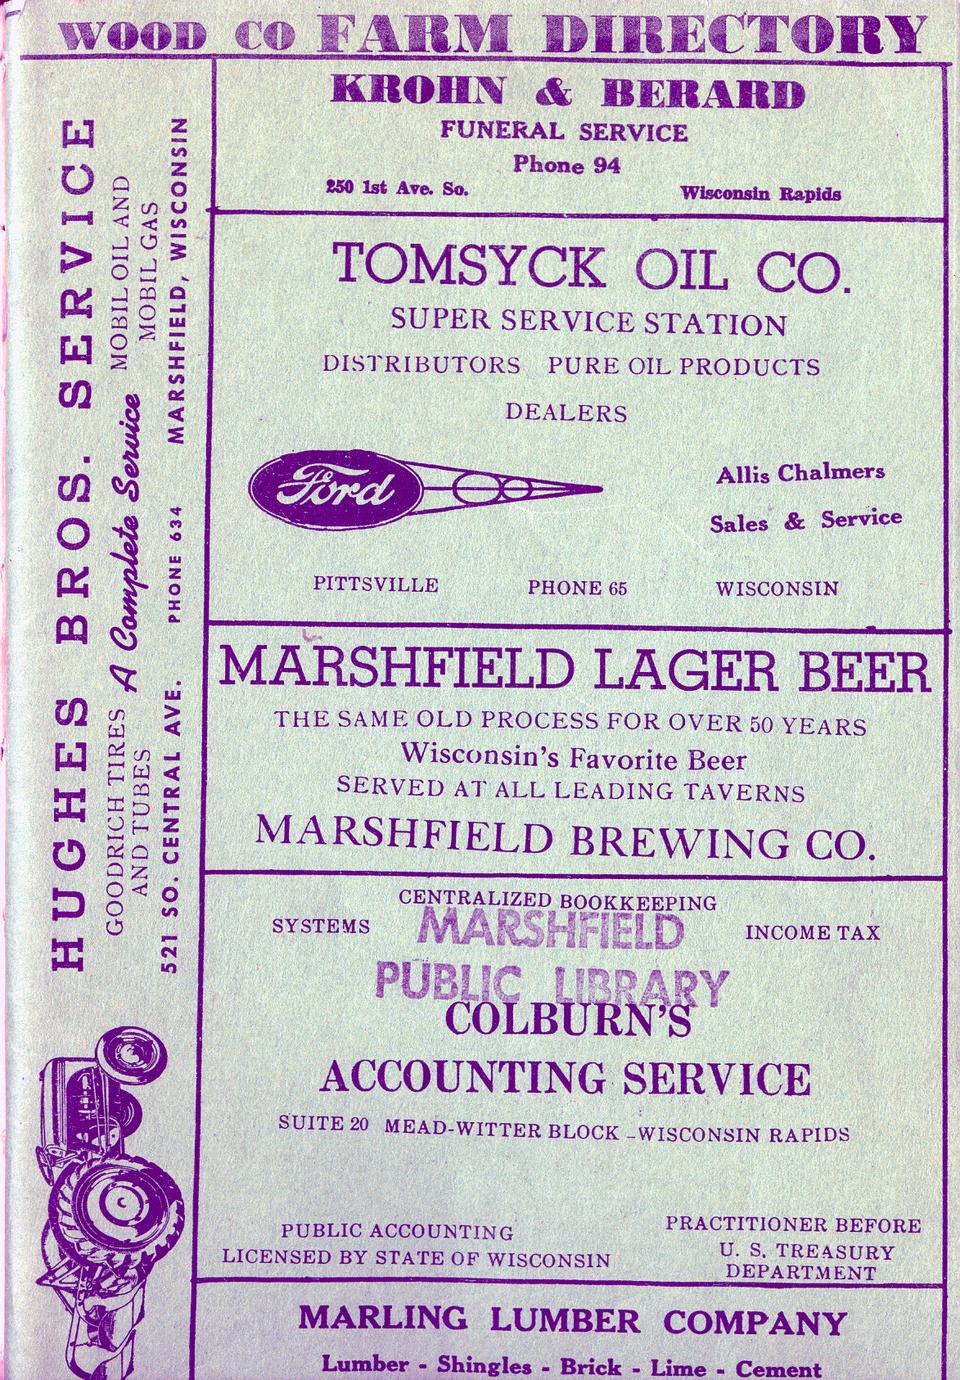 WOOD CO FARM DIRECTORY
HUGHES BROS. SERVICE
GOODRICH TIRES AND TUBES
A Complete Service
MOBIL OIL AND MOBIL GAS
521 SO. CENTRAL AVE. PHONE 634 MARSHFIELD, WISCONSIN
KROHN & BERARD
FUNERAL SERVICE
Phone 94
250 1st Ave. So. Wisconsin Rapids
TOMSYCK OIL CO.
SUPER SERVICE STATION
DISTRIBUTORS PURE OIL PRODUCTS
DEALERS
Ford
Allis Chalmers
Sales & Service
PITTSVILLE PHONE 65 WISCONSIN
MARSHFIELD LAGER BEER
THE SAME OLD PROCESS FOR OVER 50 YEARS
Wisconsin's Favorite Beer
SERVED AT ALL LEADING TAVERNS
MARSHFIELD BREWING CO.
CENTRALIZED BOOKKEEPING
SYSTEMS INCOME TAX
MARSHFIELD
PUBLIC LIBRARY
COLBURN'S
ACCOUNTING SERVICE
SUITE 20 MEAD-WITTER BLOCK - WISCONSIN RAPIDS
PUBLIC ACCOUNTING
LICENSED BY STATE OF WISCONSIN
PRACTITIONER BEFORE
U. S. TREASURY
DEPARTMENT
MARLING LUMBER COMPANY
Lumber - Shingles - Brick - Lime - Cement